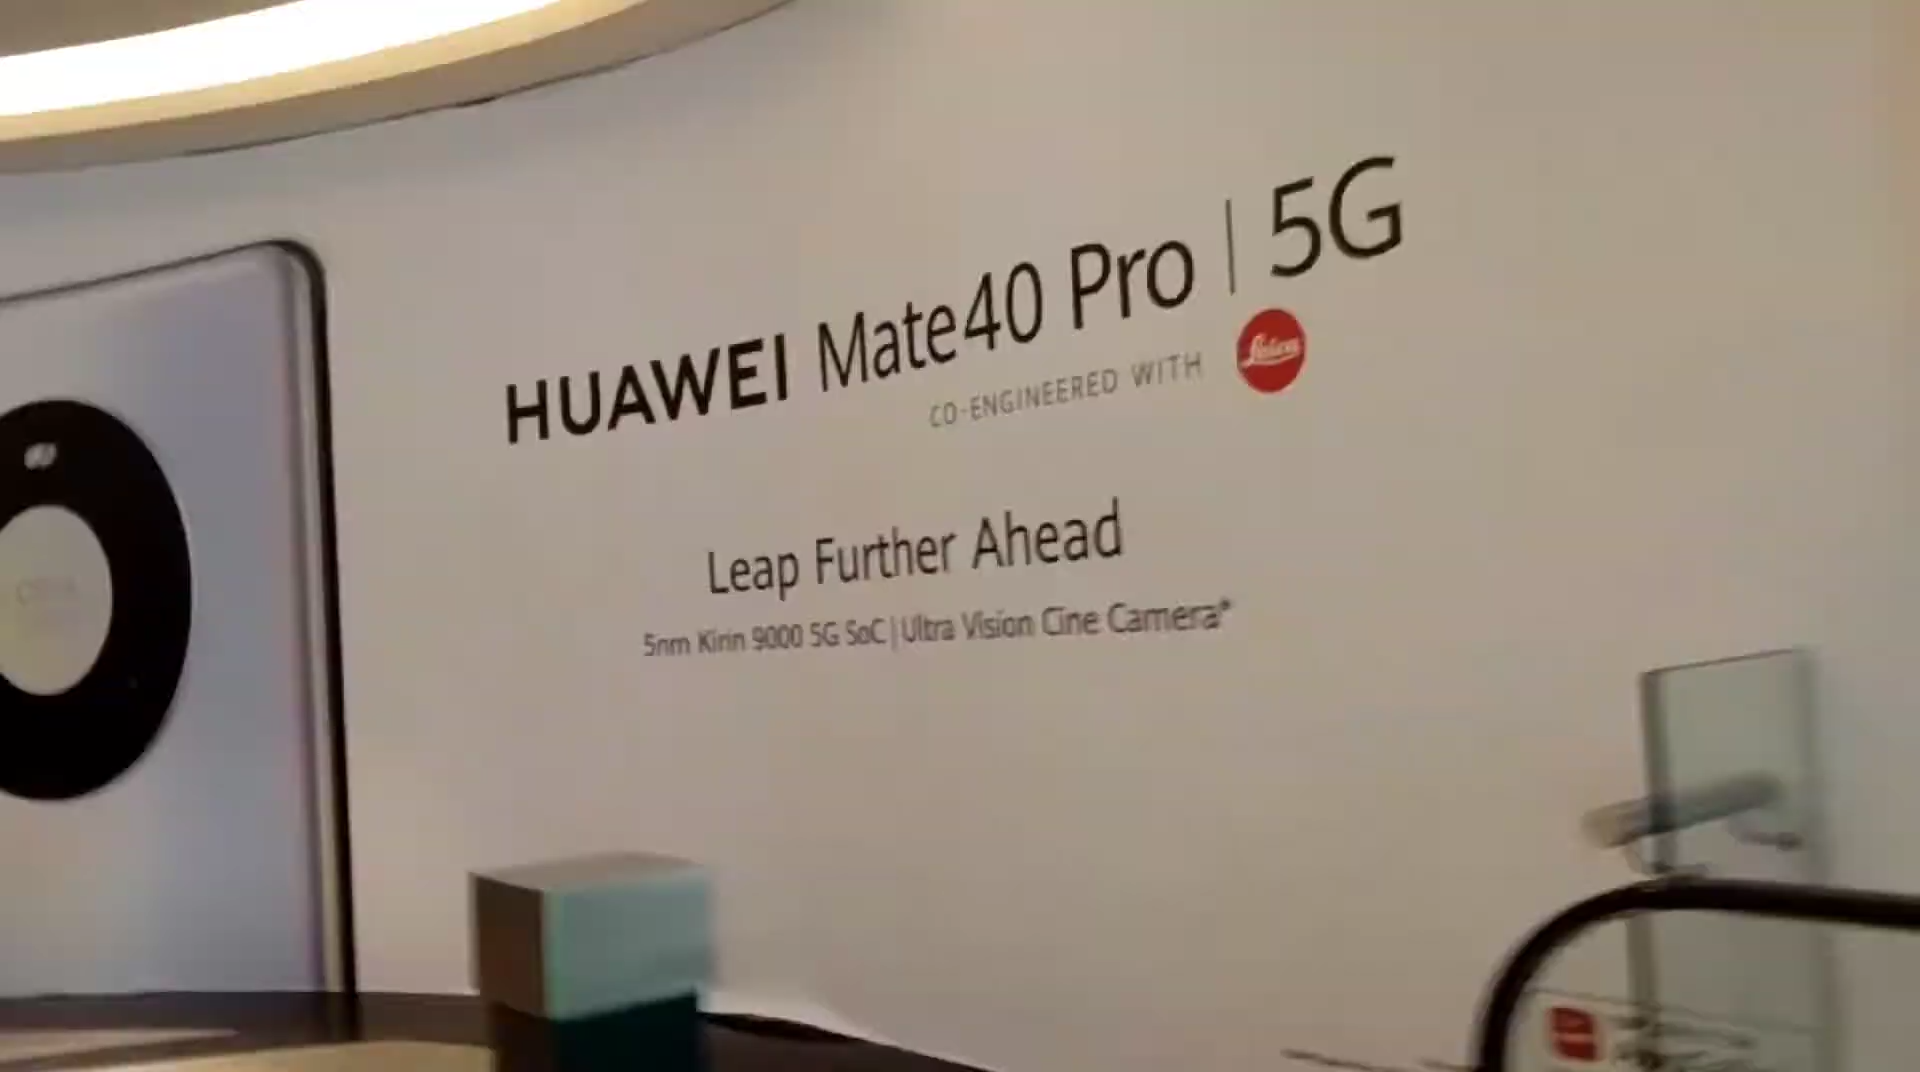 HUAWEI Mate40 Pro | 5G
CO-ENGINEERED WITH Leica
Leap Further Ahead
5nm Kirin 9000 5G SoC | Ultra Vision Cine Camera*